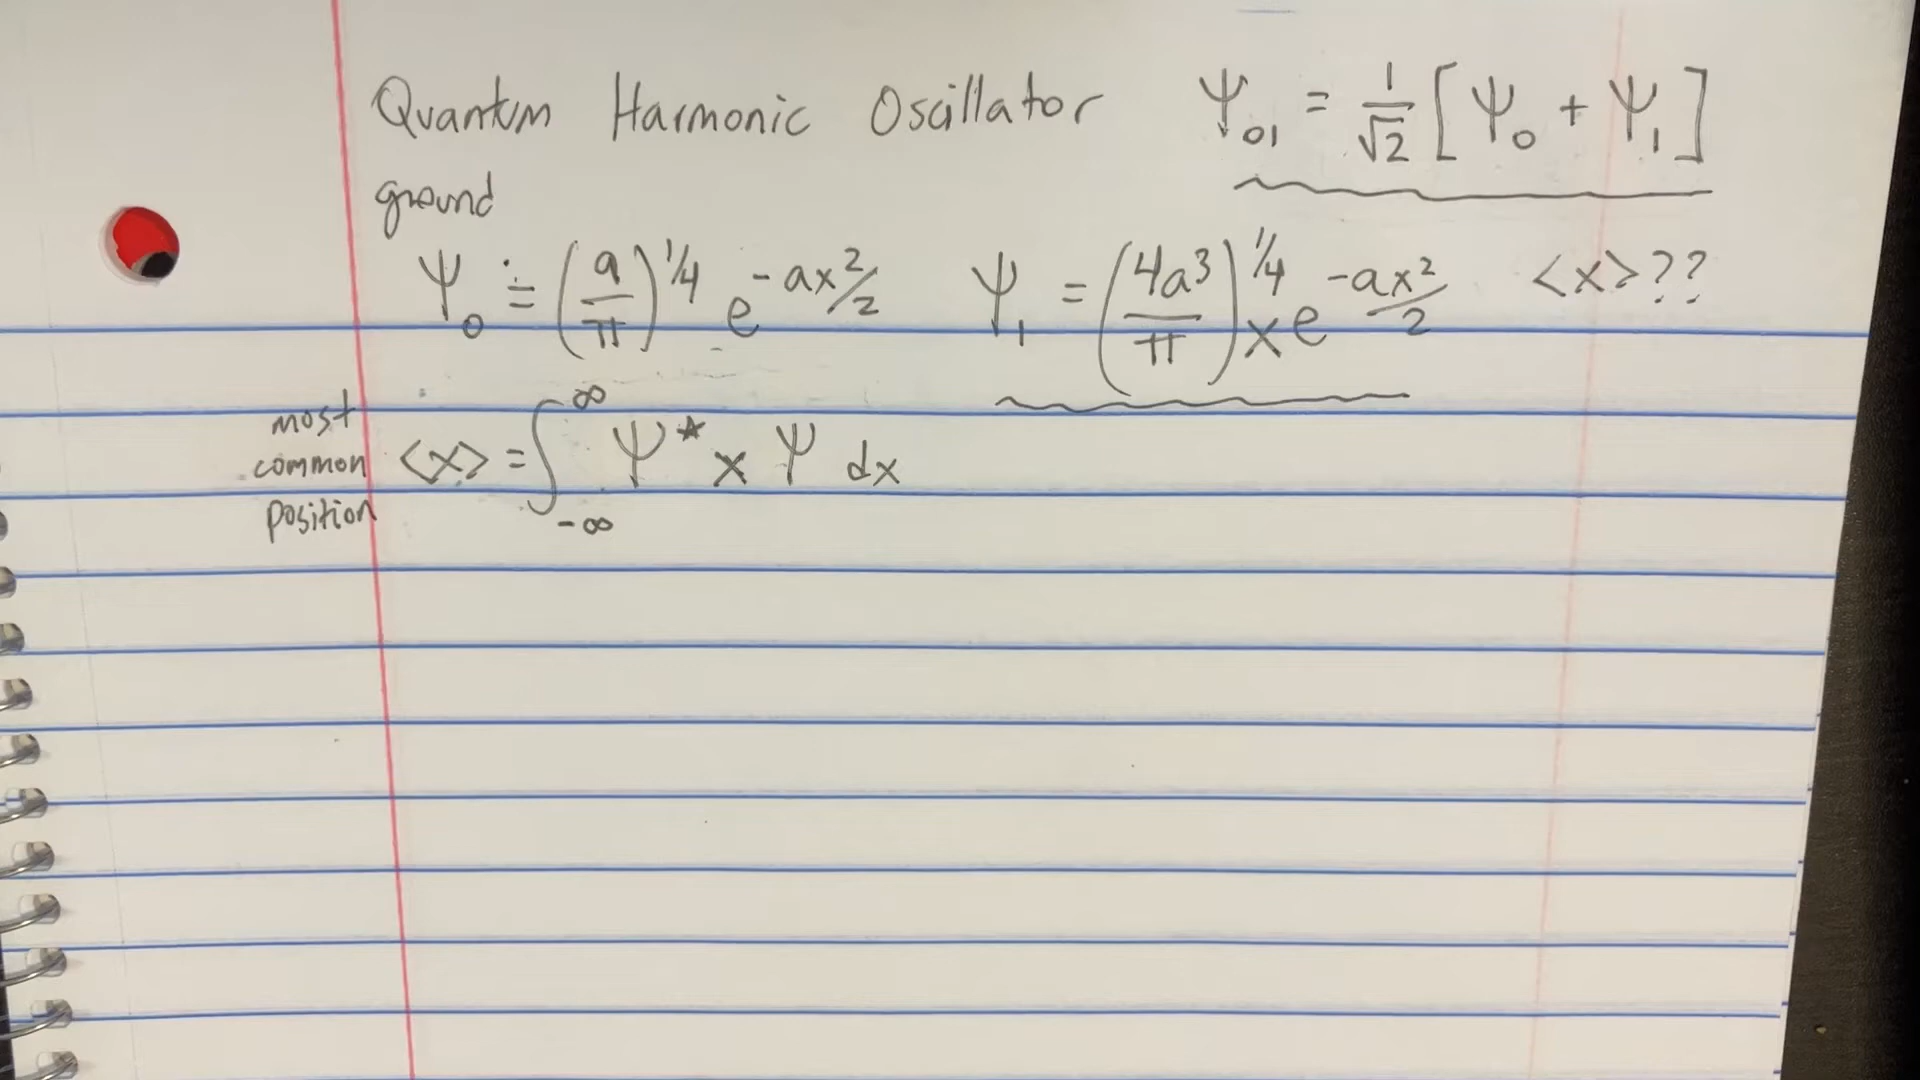 Quantum Harmonic Oscillator Ψ₀₁ = 1/√2 [Ψ₀ + Ψ₁]
ground
Ψ₀ ≐ (a/π)^1/4 e^-ax²/2 Ψ₁ = (4a³/π)^1/4 x e^-ax²/2 <x>??
most common position <x> = ∫_-∞^∞ Ψ* x Ψ dx